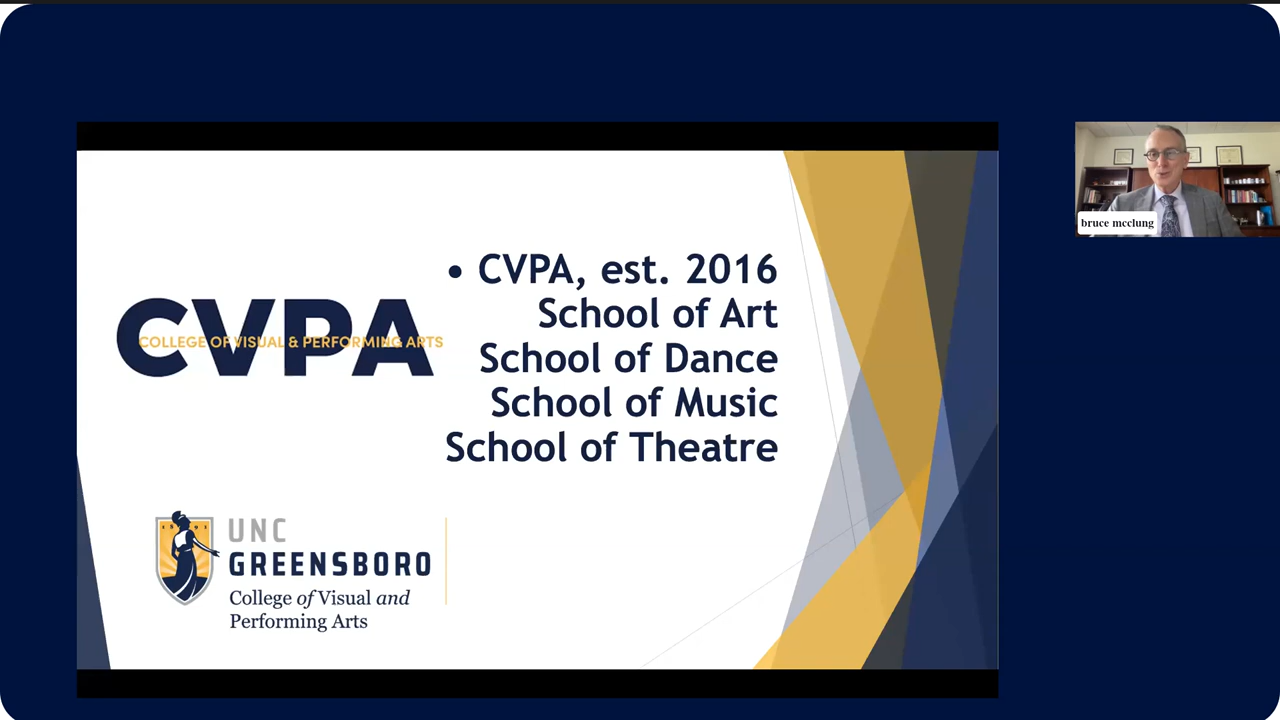 • CVPA, est. 2016
School of Art
School of Dance
School of Music
School of Theatre
CVPA
COLLEGE OF VISUAL & PERFORMING ARTS
1891
UNC
GREENSBORO
College of Visual and
Performing Arts
bruce mcclung